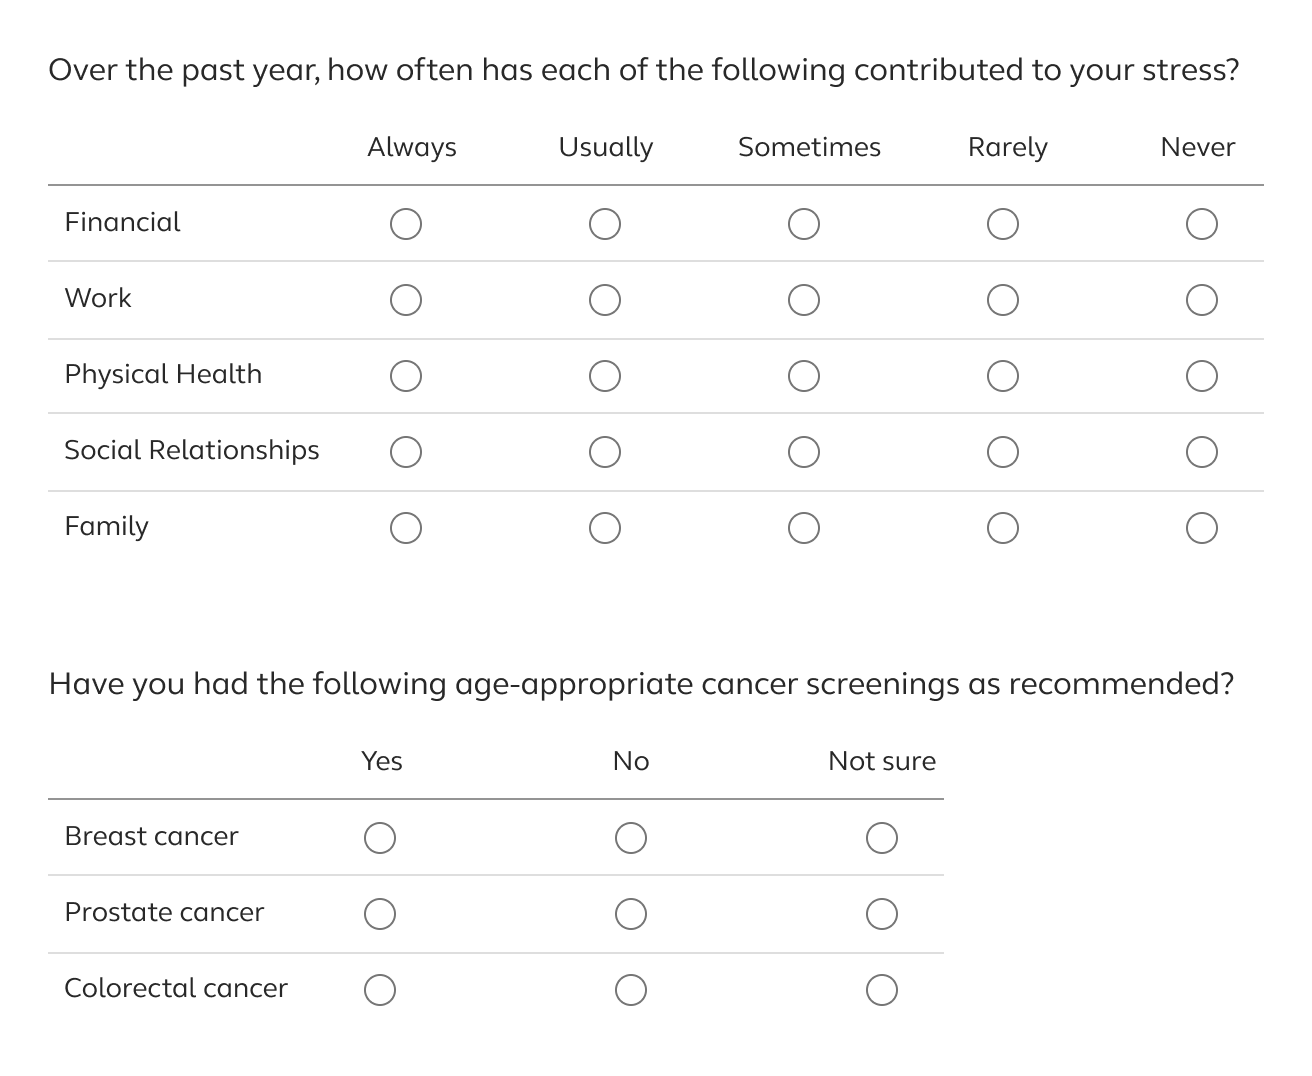 Over the past year, how often has each of the following contributed to your stress?
Always Usually Sometimes Rarely Never
Financial
Work
Physical Health
Social Relationships
Family
Have you had the following age-appropriate cancer screenings as recommended?
Yes No Not sure
Breast cancer
Prostate cancer
Colorectal cancer